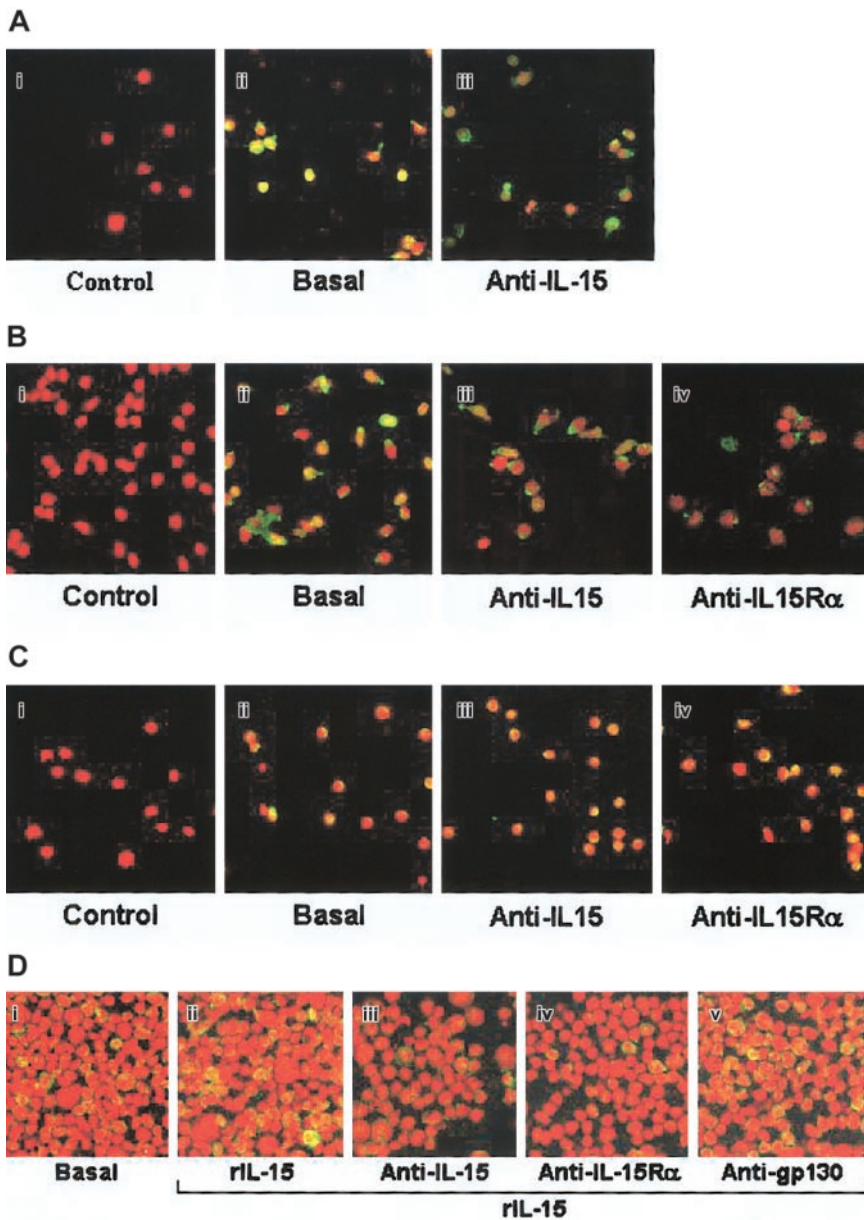 A
i ii iii
Control Basal Anti-IL-15
B
i ii iii iv
Control Basal Anti-IL15 Anti-IL15Rα
C
i ii iii iv
Control Basal Anti-IL15 Anti-IL15Rα
D
i ii iii iv v
Basal rIL-15 Anti-IL-15 Anti-IL-15Rα Anti-gp130
rIL-15